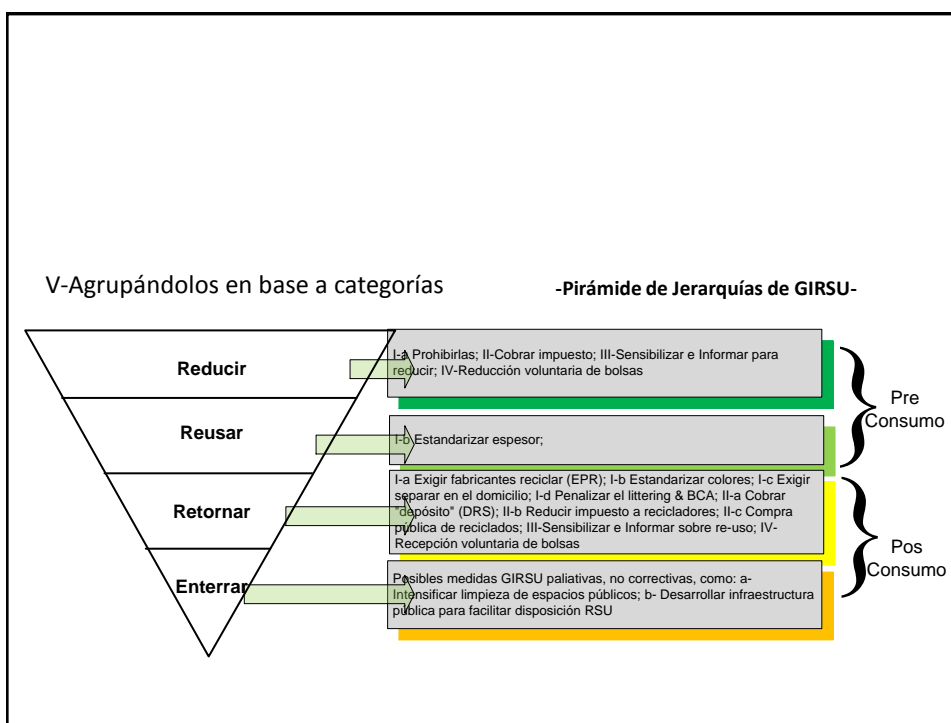 V-Agrupándolos en base a categorías
-Pirámide de Jerarquías de GIRSU-
Reducir
I-a Prohibirlas; II-Cobrar impuesto; III-Sensibilizar e Informar para
reducir; IV-Reducción voluntaria de bolsas
Pre
Consumo
Reusar
I-b Estandarizar espesor;
Retornar
I-a Exigir fabricantes reciclar (EPR); I-b Estandarizar colores; I-c Exigir
separar en el domicilio; I-d Penalizar el littering & BCA; II-a Cobrar
"depósito" (DRS); II-b Reducir impuesto a recicladores; II-c Compra
pública de reciclados; III-Sensibilizar e Informar sobre re-uso; IV-
Recepción voluntaria de bolsas
Pos
Consumo
Enterrar
Posibles medidas GIRSU paliativas, no correctivas, como: a-
Intensificar limpieza de espacios públicos; b- Desarrollar infraestructura
pública para facilitar disposición RSU